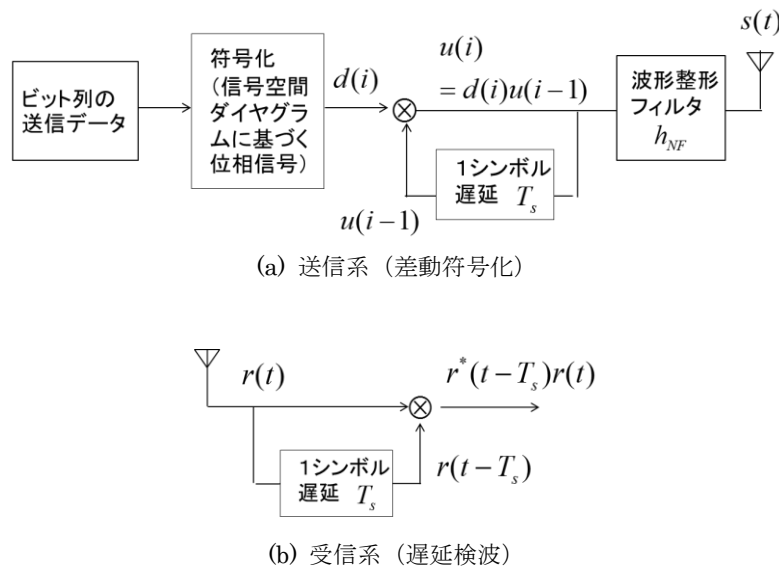 ビット列の
送信データ
符号化
(信号空間
ダイヤグラ
ムに基づく
位相信号)
d(i)
u(i)
= d(i)u(i−1)
1シンボル
遅延 T_s
u(i−1)
波形整形
フィルタ
h_{NF}
s(t)
(a) 送信系(差動符号化)
r(t)
r^*(t−T_s)r(t)
1シンボル
遅延 T_s
r(t−T_s)
(b) 受信系(遅延検波)